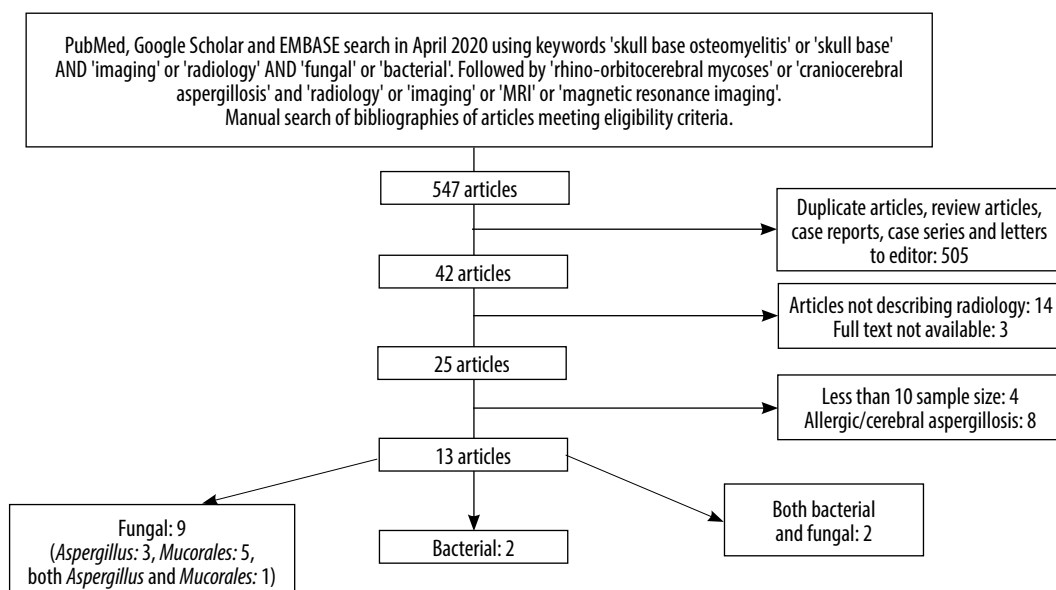 PubMed, Google Scholar and EMBASE search in April 2020 using keywords 'skull base osteomyelitis' or 'skull base'
AND 'imaging' or 'radiology' AND 'fungal' or 'bacterial'. Followed by 'rhino-orbitocerebral mycoses' or 'craniocerebral
aspergillosis' and 'radiology' or 'imaging' or 'MRI' or 'magnetic resonance imaging'.
Manual search of bibliographies of articles meeting eligibility criteria.
547 articles
Duplicate articles, review articles,
case reports, case series and letters
to editor: 505
42 articles
Articles not describing radiology: 14
Full text not available: 3
25 articles
Less than 10 sample size: 4
Allergic/cerebral aspergillosis: 8
13 articles
Fungal: 9
(Aspergillus: 3, Mucorales: 5,
both Aspergillus and Mucorales: 1)
Bacterial: 2
Both bacterial
and fungal: 2